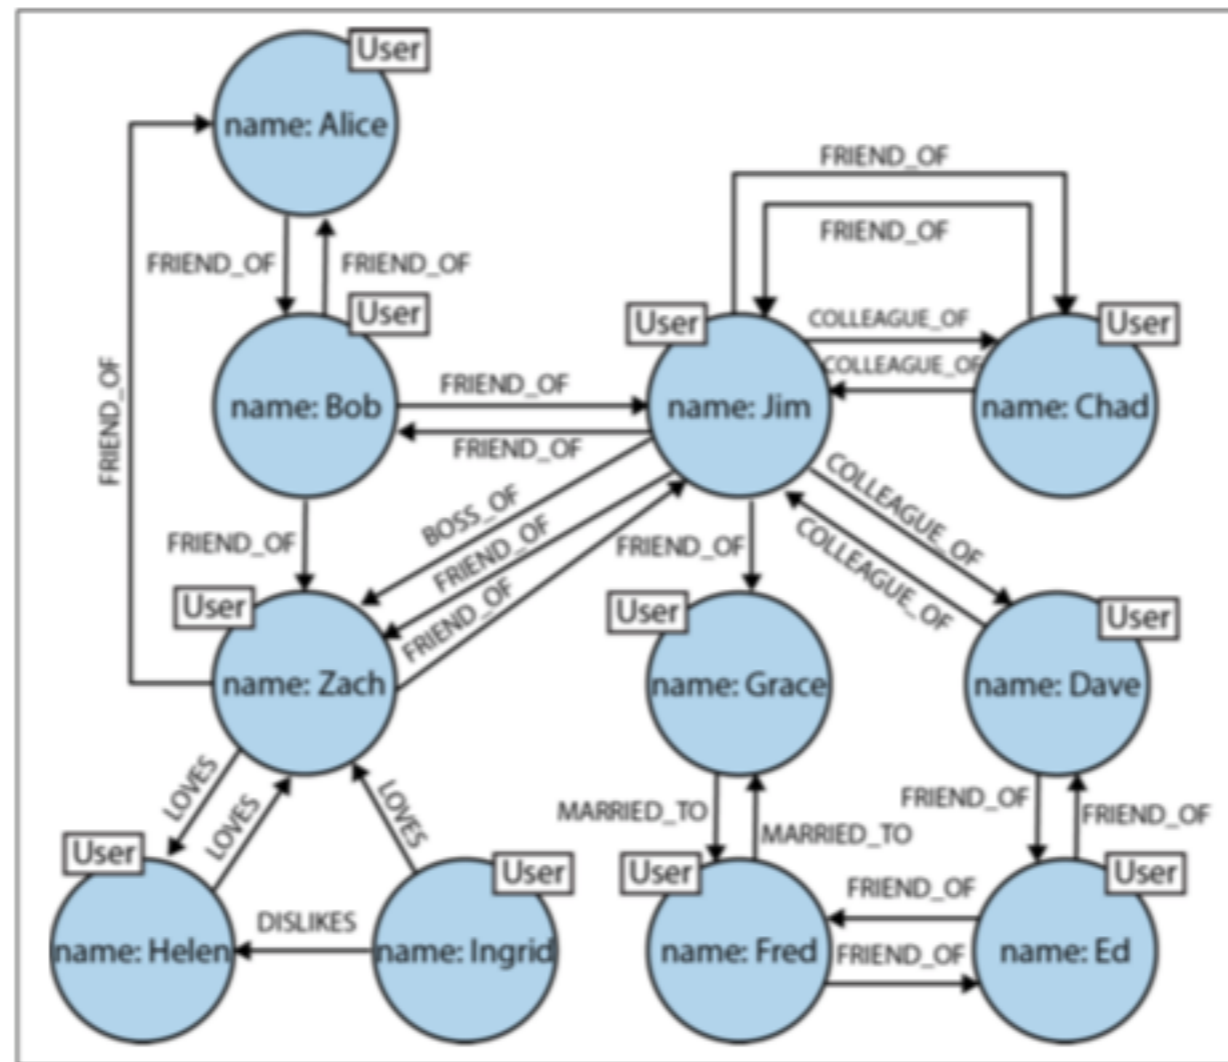 User
name: Alice
FRIEND_OF
FRIEND_OF
FRIEND_OF
FRIEND_OF
User
User
COLLEAGUE_OF
User
COLLEAGUE_OF
FRIEND_OF
name: Bob
name: Jim
name: Chad
FRIEND_OF
FRIEND_OF
BOSS_OF
COLLEAGUE_OF
FRIEND_OF
FRIEND_OF
FRIEND_OF
COLLEAGUE_OF
FRIEND_OF
User
User
User
name: Zach
name: Grace
name: Dave
LOVES
LOVES
LOVES
MARRIED_TO
MARRIED_TO
FRIEND_OF
FRIEND_OF
User
User
User
User
FRIEND_OF
DISLIKES
name: Helen
name: Ingrid
name: Fred
FRIEND_OF
name: Ed